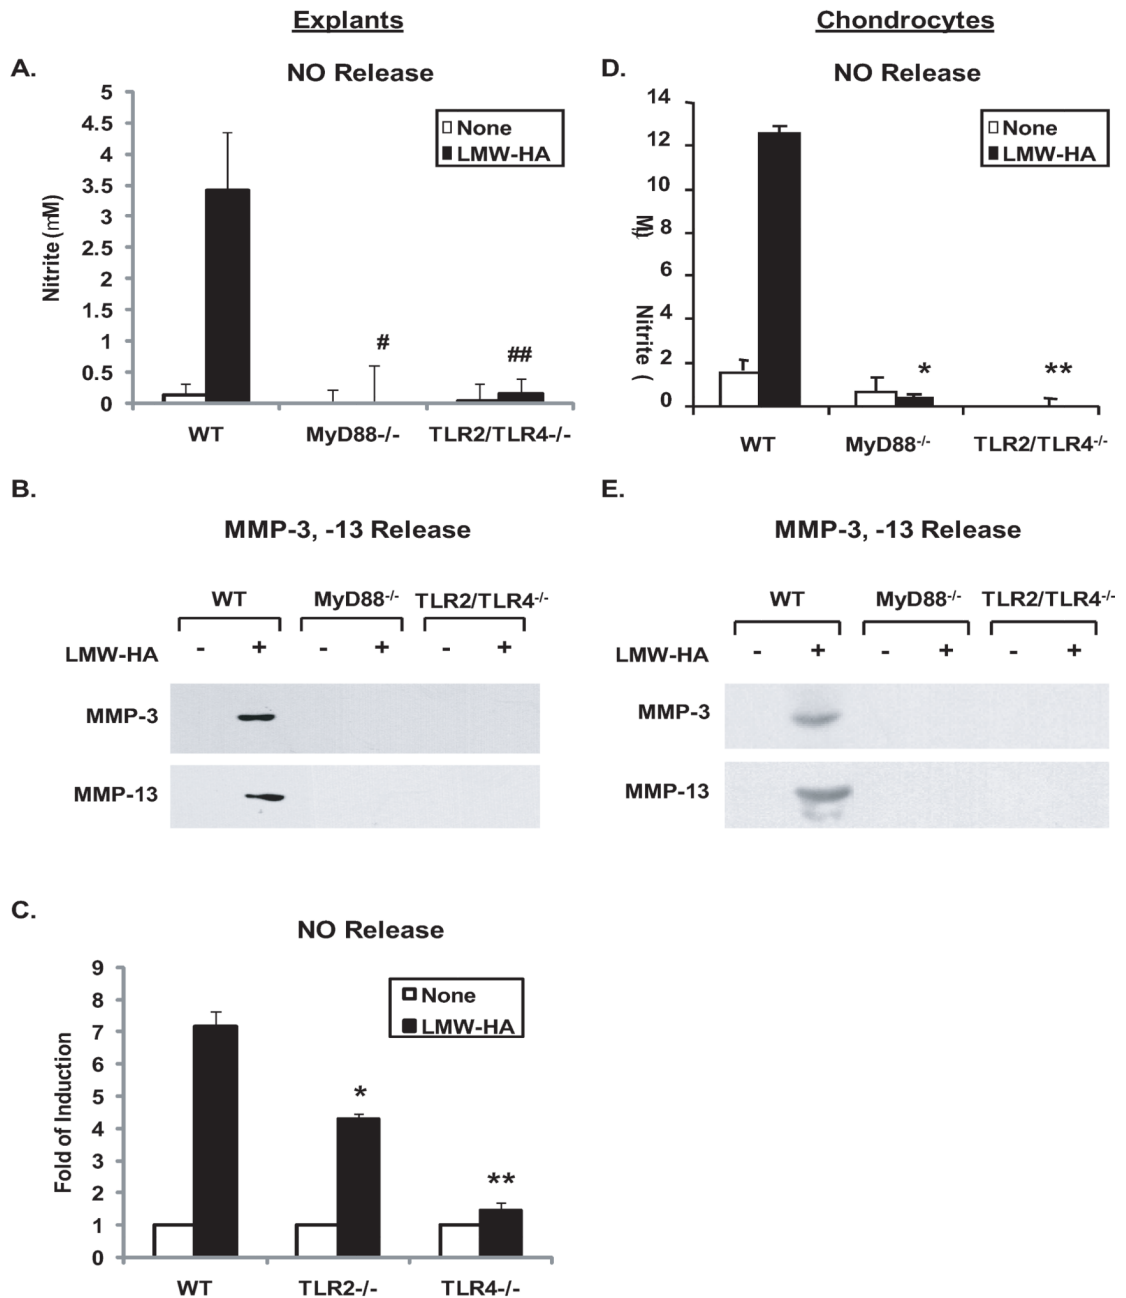 Explants
Chondrocytes
A.
NO Release
5
4.5
4
3.5
3
2.5
2
1.5
1
0.5
0
Nitrite (mM)
None
LMW-HA
#
##
WT MyD88-/- TLR2/TLR4-/-
D.
NO Release
14
12
10
8
6
4
2
0
Nitrite (
μM)
None
LMW-HA
*
**
WT MyD88-/- TLR2/TLR4-/-
B.
MMP-3, -13 Release
WT MyD88-/- TLR2/TLR4-/-
LMW-HA - + - + - +
MMP-3
MMP-13
E.
MMP-3, -13 Release
WT MyD88-/- TLR2/TLR4-/-
LMW-HA - + - + - +
MMP-3
MMP-13
C.
NO Release
9
8
7
6
5
4
3
2
1
0
Fold of Induction
None
LMW-HA
*
**
WT TLR2-/- TLR4-/-